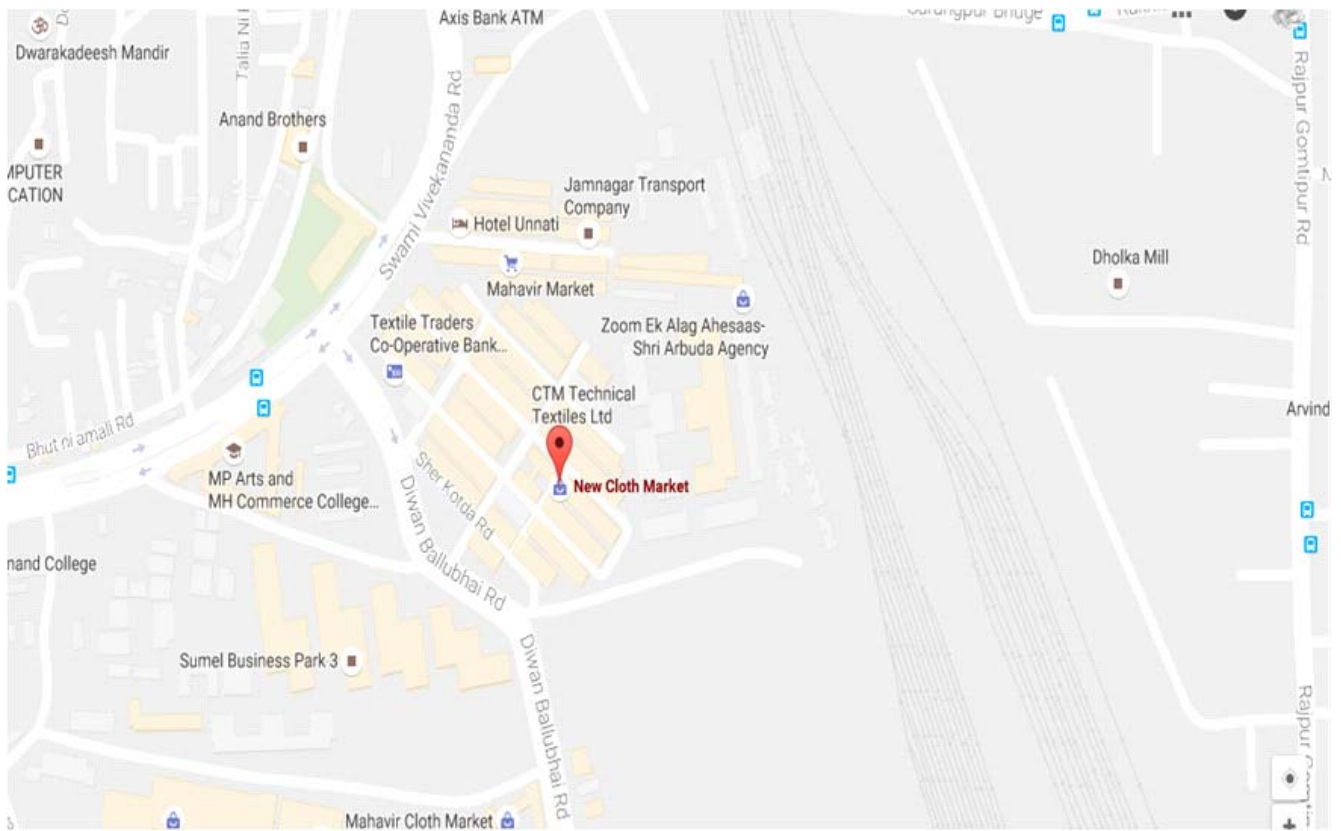 Axis Bank ATM
Dwarakadeesh Mandir
Talia Ni
Anand Brothers
MPUTER
CATION
Swami Vivekananda Rd
Rajpur Gomtipur Rd
Jamnagar Transport
Company
Hotel Unnati
Mahavir Market
Dholka Mill
Textile Traders
Co-Operative Bank...
Zoom Ek Alag Ahesaas-
Shri Arbuda Agency
CTM Technical
Textiles Ltd
Arvind
Bhut ni amali Rd
MP Arts and
MH Commerce College...
Sher Kotda Rd
New Cloth Market
Diwan Ballubhai Rd
nand College
Sumel Business Park 3
Diwan Ballubhai Rd
Rajpur
Mahavir Cloth Market